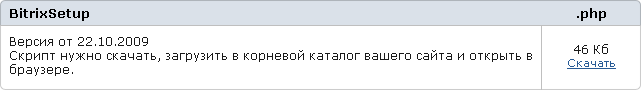 BitrixSetup .php
Версия от 22.10.2009
Скрипт нужно скачать, загрузить в корневой каталог вашего сайта и открыть в
браузере.
46 Кб
Скачать